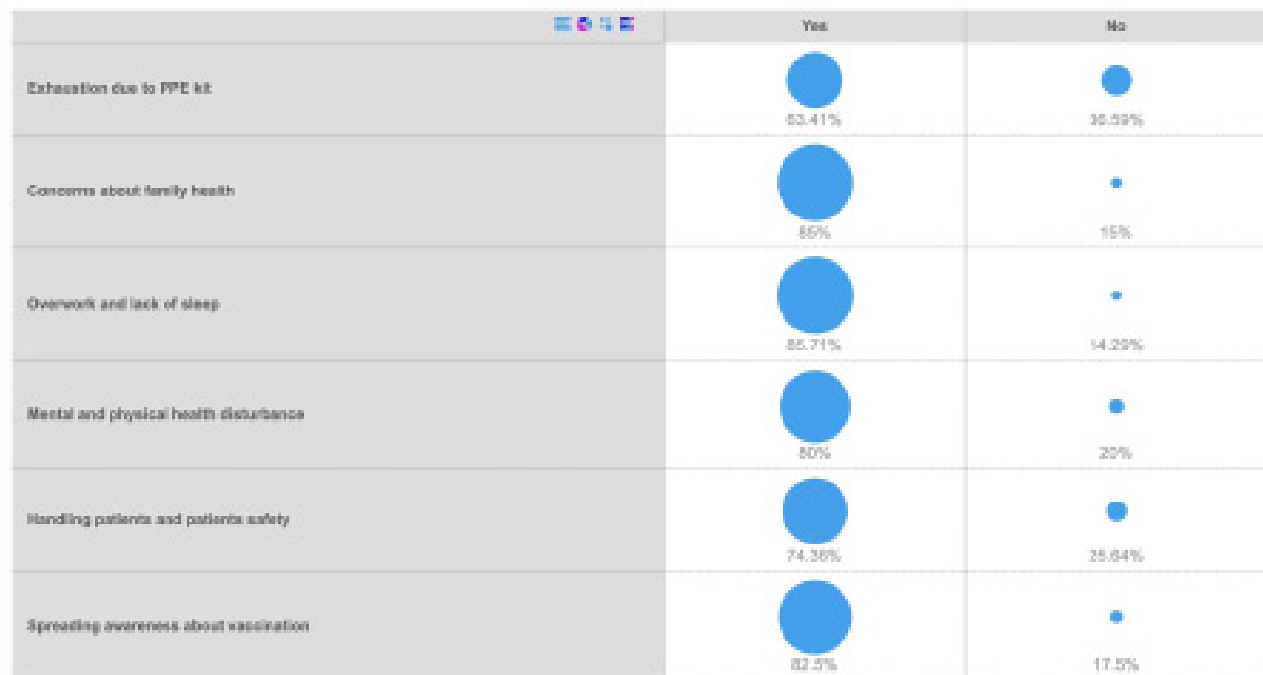 Yes No
Exhaustion due to PPE kit
63.41% 36.59%
Concerns about family health
85% 15%
Overwork and lack of sleep
85.71% 14.29%
Mental and physical health disturbance
80% 20%
Handling patients and patients safety
74.36% 25.64%
Spreading awareness about vaccination
82.5% 17.5%